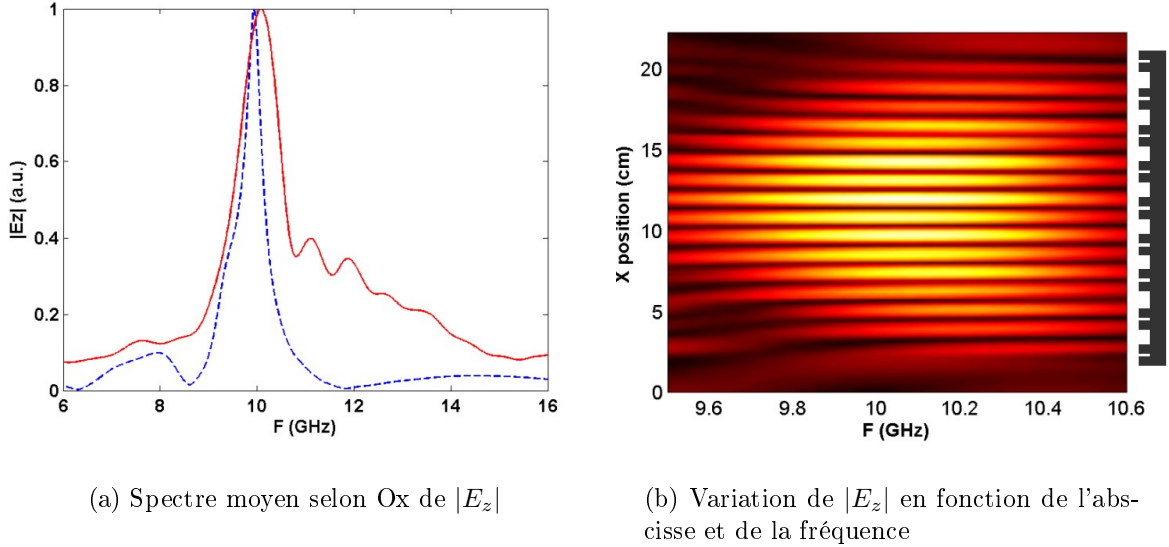 1
0.8
0.6
0.4
0.2
0
|Ez| (a.u.)
6 8 10 12 14 16
F (GHz)
20
15
10
5
0
X position (cm)
9.6 9.8 10 10.2 10.4 10.6
F (GHz)
(a) Spectre moyen selon Ox de |E_z|
(b) Variation de |E_z| en fonction de l'abs-
cisse et de la fréquence